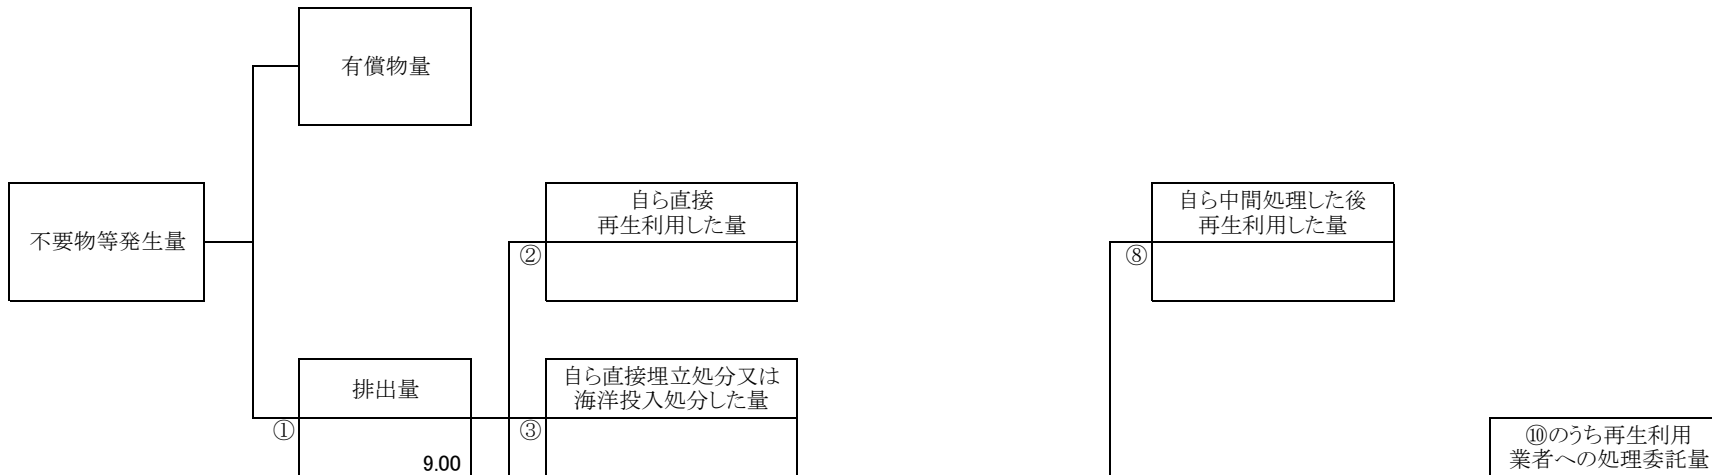 有償物量
不要物等発生量
自ら直接
再生利用した量
②
自ら中間処理した後
再生利用した量
⑧
排出量
①
9.00
自ら直接埋立処分又は
海洋投入処分した量
③
⑩のうち再生利用
業者への処理委託量